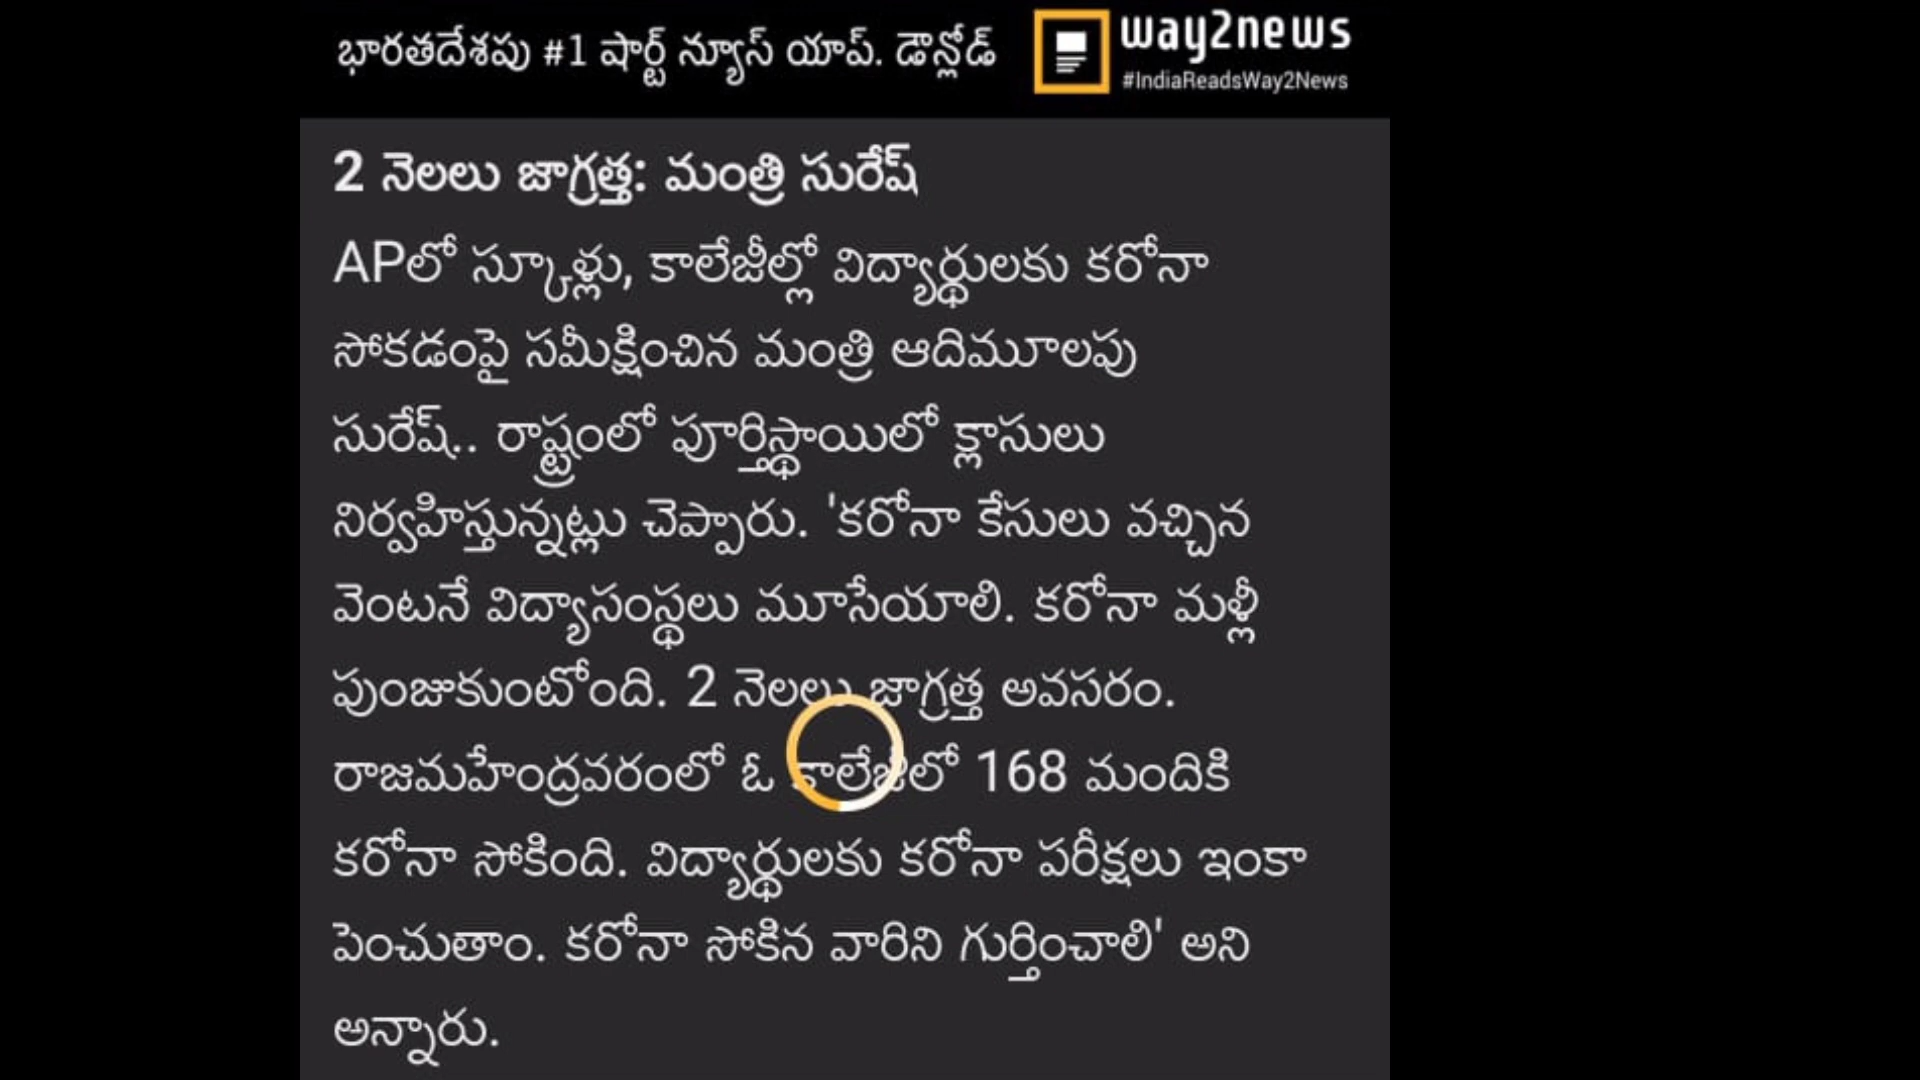 భారతదేశపు #1 షార్ట్ న్యూస్ యాప్. డౌన్లోడ్
way2news
#IndiaReadsWay2News
2 నెలలు జాగ్రత్త: మంత్రి సురేష్
APలో స్కూళ్లు, కాలేజీల్లో విద్యార్థులకు కరోనా
సోకడంపై సమీక్షించిన మంత్రి ఆదిమూలపు
సురేష్.. రాష్ట్రంలో పూర్తిస్థాయిలో క్లాసులు
నిర్వహిస్తున్నట్లు చెప్పారు. 'కరోనా కేసులు వచ్చిన
వెంటనే విద్యాసంస్థలు మూసేయాలి. కరోనా మళ్లీ
పుంజుకుంటోంది. 2 నెలలు జాగ్రత్త అవసరం.
రాజమహేంద్రవరంలో ఓ కాలేజీలో 168 మందికి
కరోనా సోకింది. విద్యార్థులకు కరోనా పరీక్షలు ఇంకా
పెంచుతాం. కరోనా సోకిన వారిని గుర్తించాలి' అని
అన్నారు.